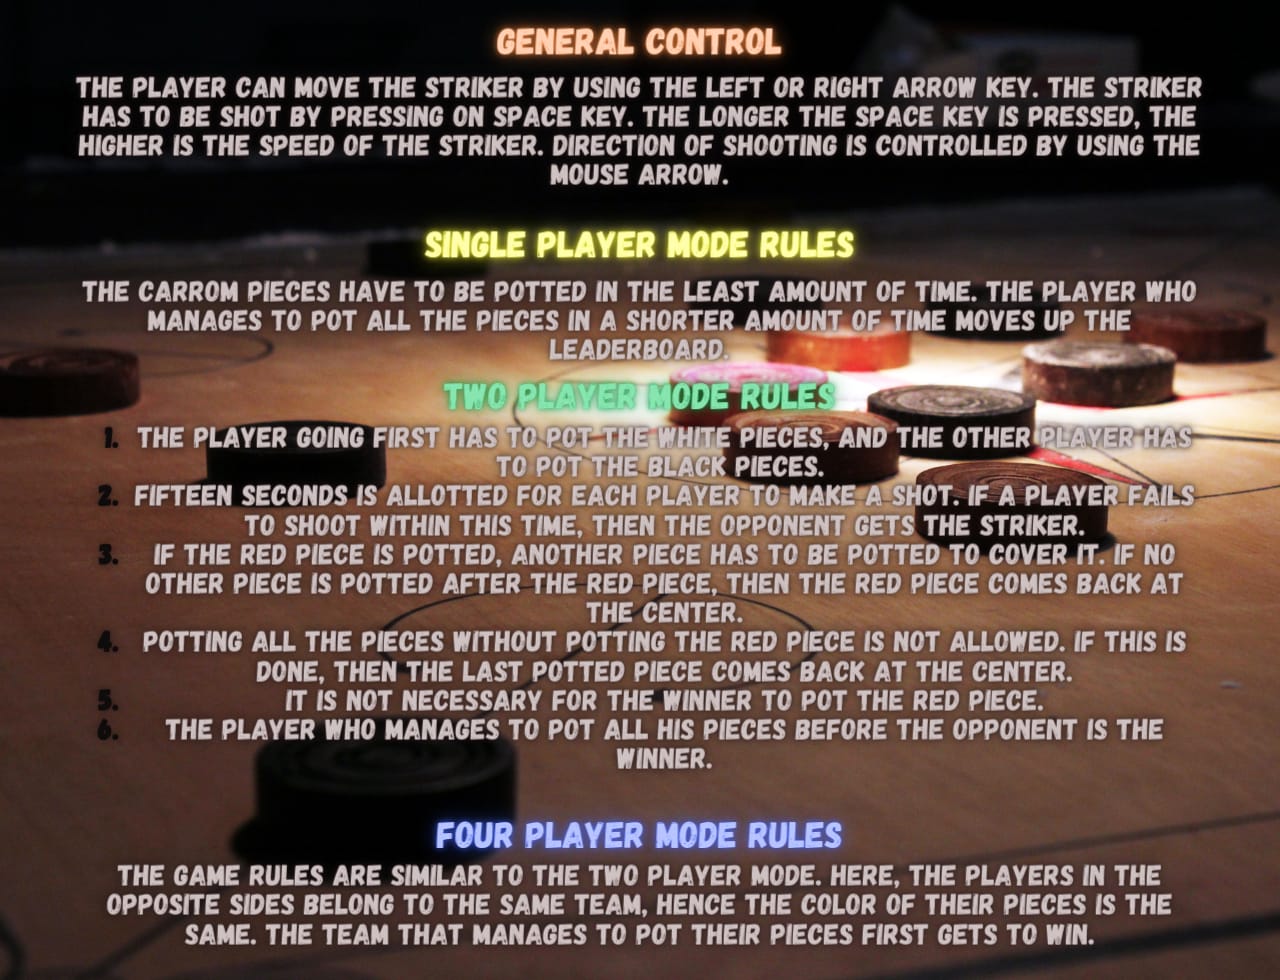 GENERAL CONTROL
THE PLAYER CAN MOVE THE STRIKER BY USING THE LEFT OR RIGHT ARROW KEY. THE STRIKER
HAS TO BE SHOT BY PRESSING ON SPACE KEY. THE LONGER THE SPACE KEY IS PRESSED, THE
HIGHER IS THE SPEED OF THE STRIKER. DIRECTION OF SHOOTING IS CONTROLLED BY USING THE
MOUSE ARROW.
SINGLE PLAYER MODE RULES
THE CARROM PIECES HAVE TO BE POTTED IN THE LEAST AMOUNT OF TIME. THE PLAYER WHO
MANAGES TO POT ALL THE PIECES IN A SHORTER AMOUNT OF TIME MOVES UP THE
LEADERBOARD.
TWO PLAYER MODE RULES
1. THE PLAYER GOING FIRST HAS TO POT THE WHITE PIECES, AND THE OTHER PLAYER HAS
TO POT THE BLACK PIECES.
2. FIFTEEN SECONDS IS ALLOTTED FOR EACH PLAYER TO MAKE A SHOT. IF A PLAYER FAILS
TO SHOOT WITHIN THIS TIME, THEN THE OPPONENT GETS THE STRIKER.
3. IF THE RED PIECE IS POTTED, ANOTHER PIECE HAS TO BE POTTED TO COVER IT. IF NO
OTHER PIECE IS POTTED AFTER THE RED PIECE, THEN THE RED PIECE COMES BACK AT
THE CENTER.
4. POTTING ALL THE PIECES WITHOUT POTTING THE RED PIECE IS NOT ALLOWED. IF THIS IS
DONE, THEN THE LAST POTTED PIECE COMES BACK AT THE CENTER.
5. IT IS NOT NECESSARY FOR THE WINNER TO POT THE RED PIECE.
6. THE PLAYER WHO MANAGES TO POT ALL HIS PIECES BEFORE THE OPPONENT IS THE
WINNER.
FOUR PLAYER MODE RULES
THE GAME RULES ARE SIMILAR TO THE TWO PLAYER MODE. HERE, THE PLAYERS IN THE
OPPOSITE SIDES BELONG TO THE SAME TEAM, HENCE THE COLOR OF THEIR PIECES IS THE
SAME. THE TEAM THAT MANAGES TO POT THEIR PIECES FIRST GETS TO WIN.